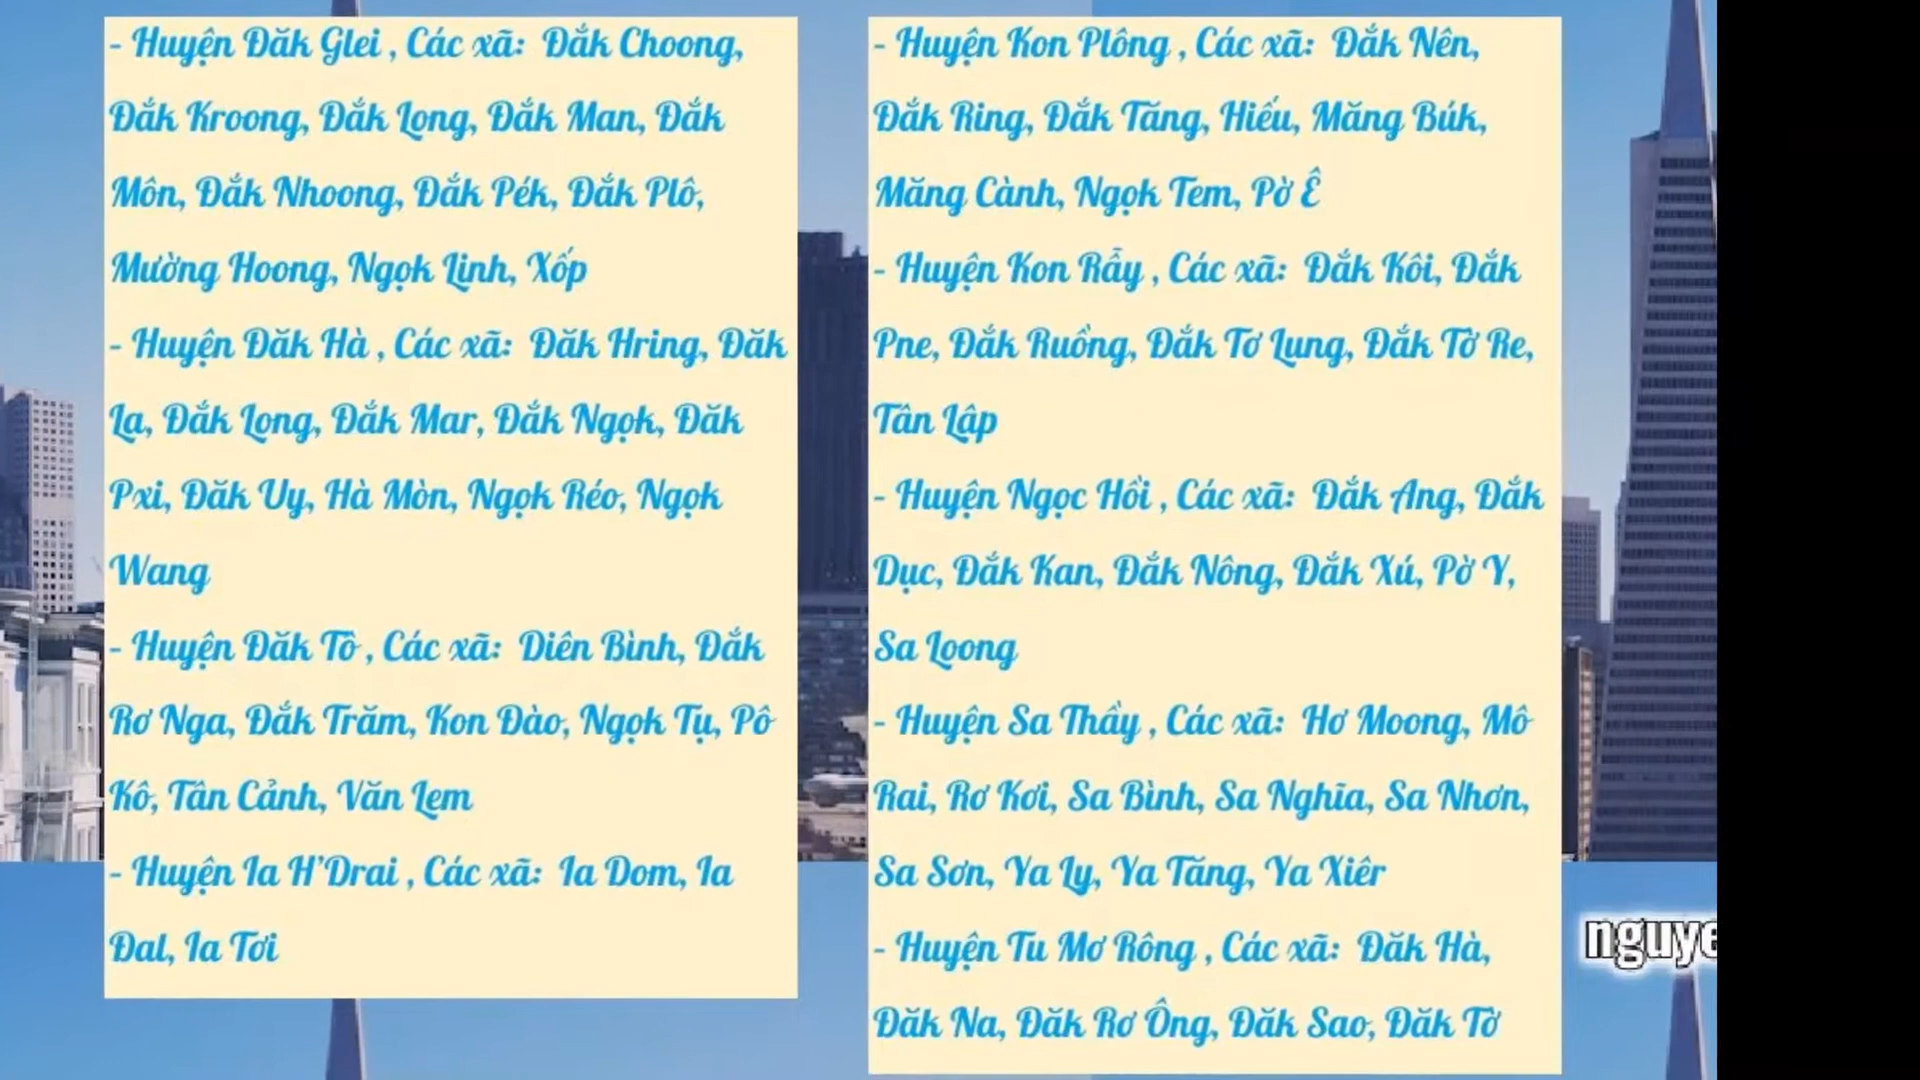 - Huyện Đăk Glei , Các xã: Đắk Choong,
Đắk Kroong, Đắk Long, Đắk Man, Đắk
Môn, Đắk Nhoong, Đắk Pék, Đắk Plô,
Mường Hoong, Ngọk Linh, Xốp
- Huyện Đăk Hà , Các xã: Đăk Hring, Đăk
La, Đắk Long, Đắk Mar, Đắk Ngọk, Đăk
Pxi, Đăk Uy, Hà Mòn, Ngọk Réo, Ngọk
Wang
- Huyện Đăk Tô , Các xã: Diên Bình, Đắk
Rơ Nga, Đắk Trăm, Kon Đào, Ngọk Tụ, Pô
Kô, Tân Cảnh, Văn Lem
- Huyện Ia H’Drai , Các xã: Ia Dom, Ia
Đal, Ia Tơi
- Huyện Kon Plông , Các xã: Đắk Nên,
Đắk Ring, Đắk Tăng, Hiếu, Măng Búk,
Măng Cành, Ngọk Tem, Pờ Ê
- Huyện Kon Rẫy , Các xã: Đắk Kôi, Đắk
Pne, Đắk Ruồng, Đắk Tơ Lung, Đắk Tờ Re,
Tân Lập
- Huyện Ngọc Hồi , Các xã: Đắk Ang, Đắk
Dục, Đắk Kan, Đắk Nông, Đắk Xú, Pờ Y,
Sa Loong
- Huyện Sa Thầy , Các xã: Hơ Moong, Mô
Rai, Rơ Kơi, Sa Bình, Sa Nghĩa, Sa Nhơn,
Sa Sơn, Ya Ly, Ya Tăng, Ya Xiêr
- Huyện Tu Mơ Rông , Các xã: Đăk Hà,
Đăk Na, Đăk Rơ Ông, Đăk Sao, Đăk Tờ